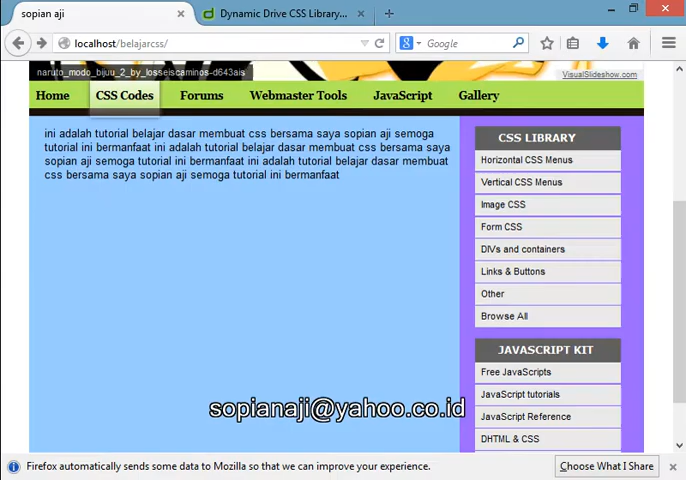 sopian aji
Dynamic Drive CSS Library...
localhost/belajarcss/
Google
naruto_modo_bijuu_2_by_losseiscaminos-d643ais
VisualSlideshow.com
Home CSS Codes Forums Webmaster Tools JavaScript Gallery
ini adalah tutorial belajar dasar membuat css bersama saya sopian aji semoga
tutorial ini bermanfaat ini adalah tutorial belajar dasar membuat css bersama saya
sopian aji semoga tutorial ini bermanfaat ini adalah tutorial belajar dasar membuat
css bersama saya sopian aji semoga tutorial ini bermanfaat
CSS LIBRARY
Horizontal CSS Menus
Vertical CSS Menus
Image CSS
Form CSS
DIVs and containers
Links & Buttons
Other
Browse All
JAVASCRIPT KIT
Free JavaScripts
JavaScript tutorials
JavaScript Reference
DHTML & CSS
sopianaji@yahoo.co.id
Firefox automatically sends some data to Mozilla so that we can improve your experience.
Choose What I Share